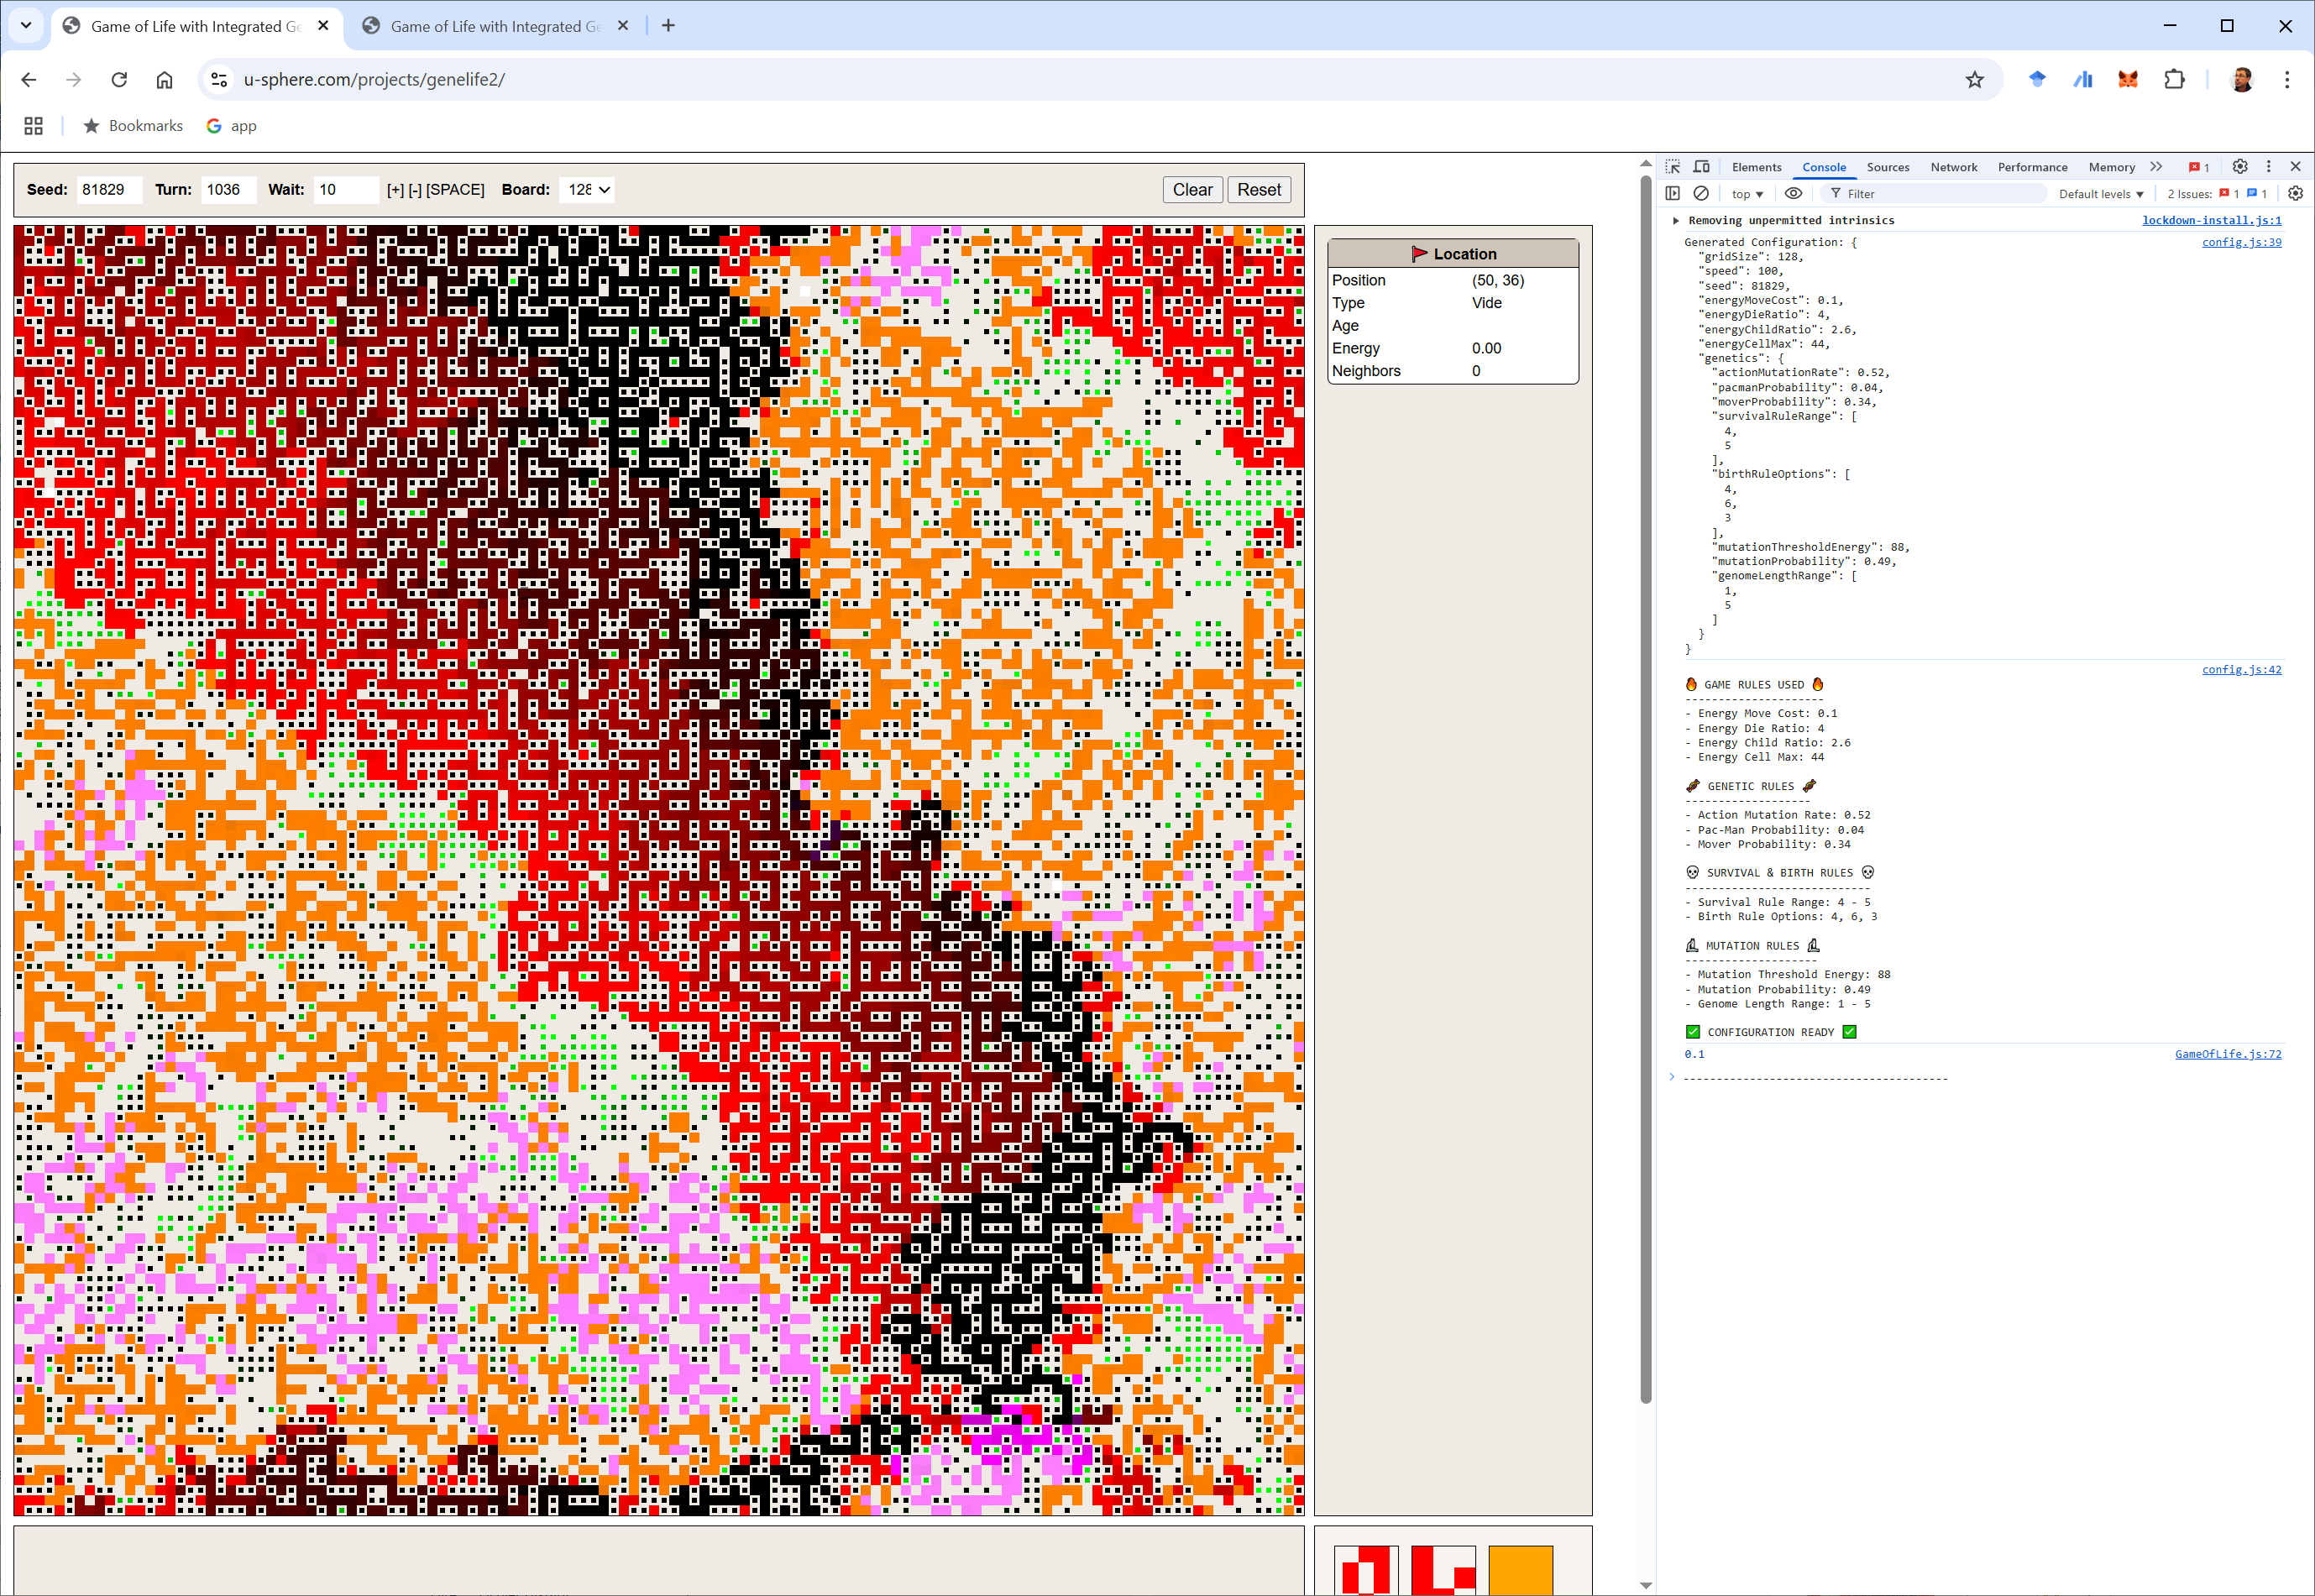 Game of Life with Integrated Ge
Game of Life with Integrated Ge
u-sphere.com/projects/genelife2/
Bookmarks
app
Seed: 81829 Turn: 1036 Wait: 10 [+] [-] [SPACE] Board: 128 Clear Reset
Location
Position (50, 36)
Type Vide
Age
Energy 0.00
Neighbors 0
Elements Console Sources Network Performance Memory 1
top Filter Default levels 2 Issues: 1 1
Removing unpermitted intrinsics lockdown-install.js:1
Generated Configuration: { config.js:39
"gridSize": 128,
"speed": 100,
"seed": 81829,
"energyMoveCost": 0.1,
"energyDieRatio": 4,
"energyChildRatio": 2.6,
"energyCellMax": 44,
"genetics": {
"actionMutationRate": 0.52,
"pacmanProbability": 0.04,
"moverProbability": 0.34,
"survivalRuleRange": [
4,
5
],
"birthRuleOptions": [
4,
6,
3
],
"mutationThresholdEnergy": 88,
"mutationProbability": 0.49,
"genomeLengthRange": [
1,
5
]
}
}
config.js:42
GAME RULES USED
---------------------
- Energy Move Cost: 0.1
- Energy Die Ratio: 4
- Energy Child Ratio: 2.6
- Energy Cell Max: 44
GENETIC RULES
-------------------
- Action Mutation Rate: 0.52
- Pac-Man Probability: 0.04
- Mover Probability: 0.34
SURVIVAL & BIRTH RULES
----------------------------
- Survival Rule Range: 4 - 5
- Birth Rule Options: 4, 6, 3
MUTATION RULES
--------------------
- Mutation Threshold Energy: 88
- Mutation Probability: 0.49
- Genome Length Range: 1 - 5
CONFIGURATION READY
0.1 GameOfLife.js:72
> ----------------------------------------